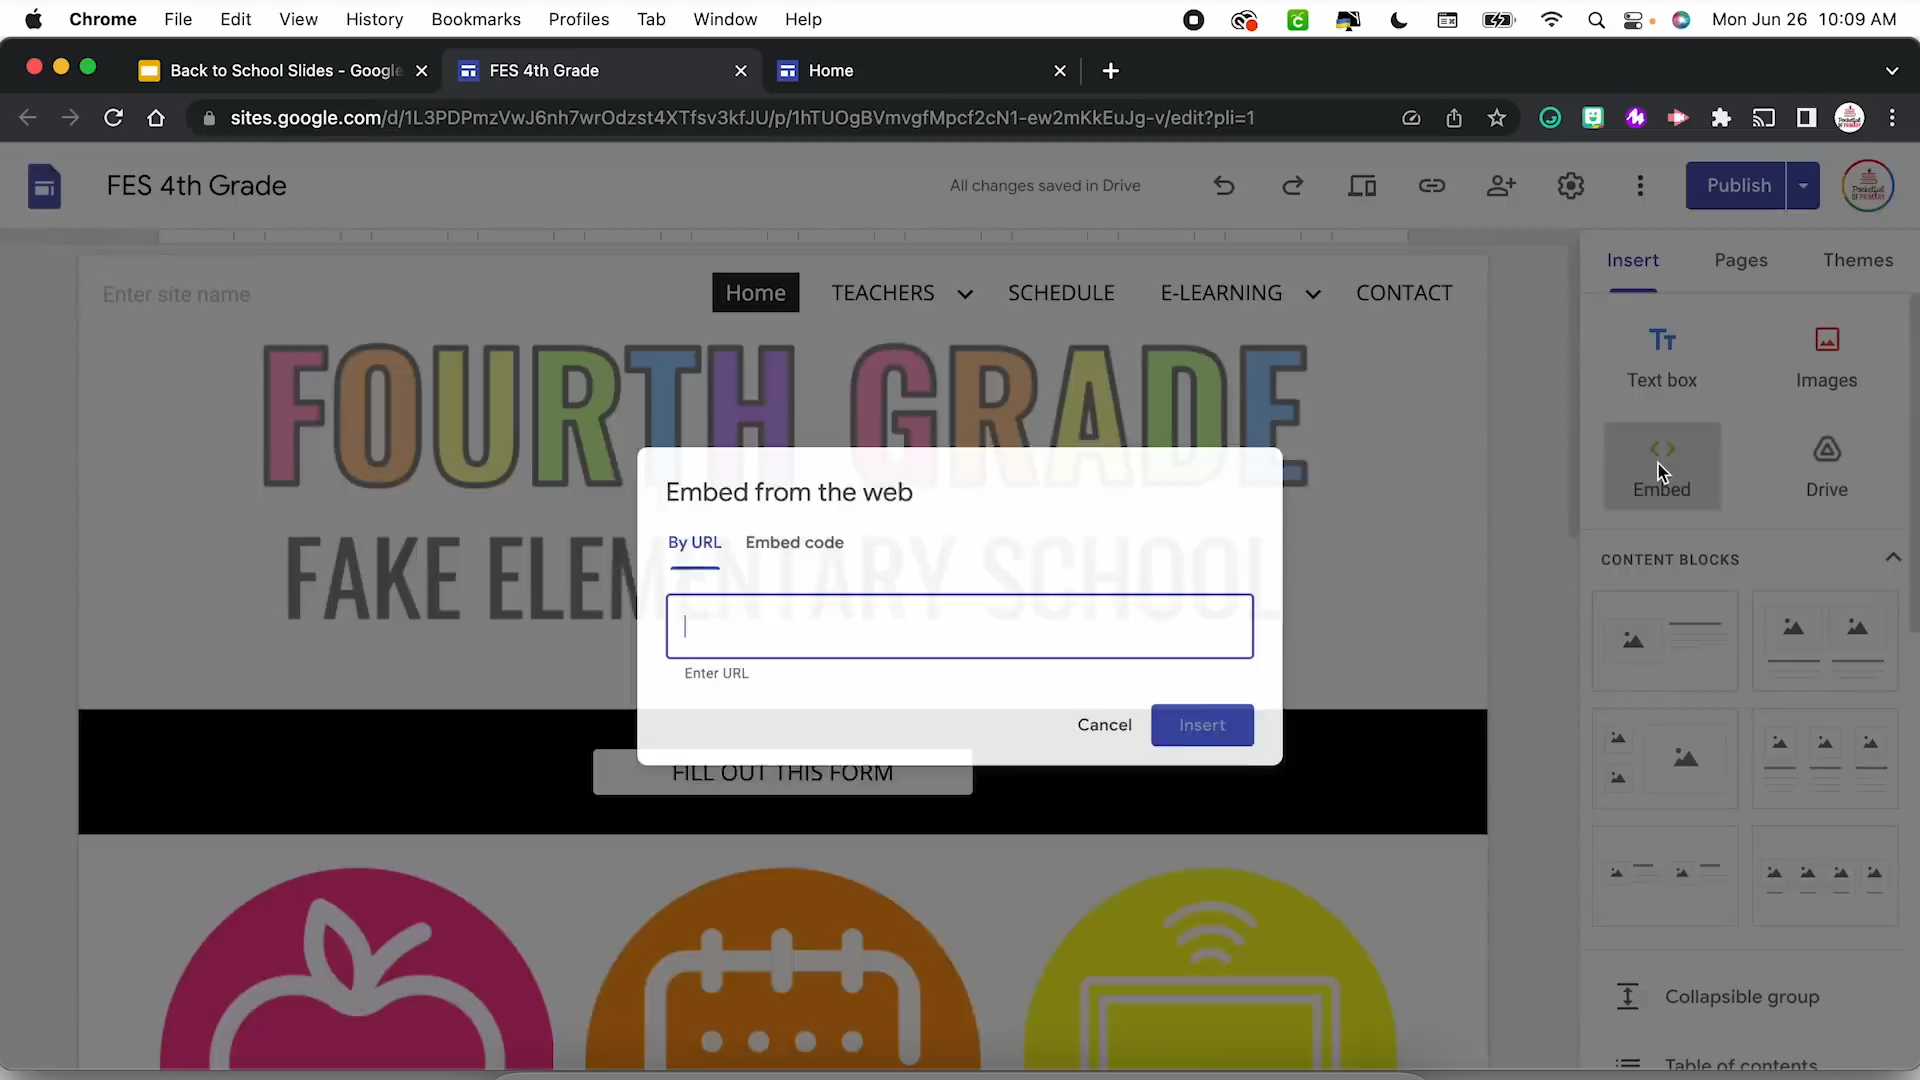 Chrome File Edit View History Bookmarks Profiles Tab Window Help Mon Jun 26 10:09 AM
Back to School Slides - Google FES 4th Grade Home
sites.google.com/d/1L3PDPmzVwJ6nh7wrOdzst4XTfsv3kfJU/p/1hTUOgBVmvgfMpcf2cN1-ew2mKkEuJg-v/edit?pli=1
FES 4th Grade All changes saved in Drive Publish
Insert Pages Themes
Enter site name Home TEACHERS SCHEDULE E-LEARNING CONTACT
FOURTH GRADE
FAKE ELEMENTARY SCHOOL
Embed from the web
By URL Embed code
Enter URL
Cancel Insert
FILL OUT THIS FORM
Text box Images
Embed Drive
CONTENT BLOCKS
Collapsible group
Table of contents